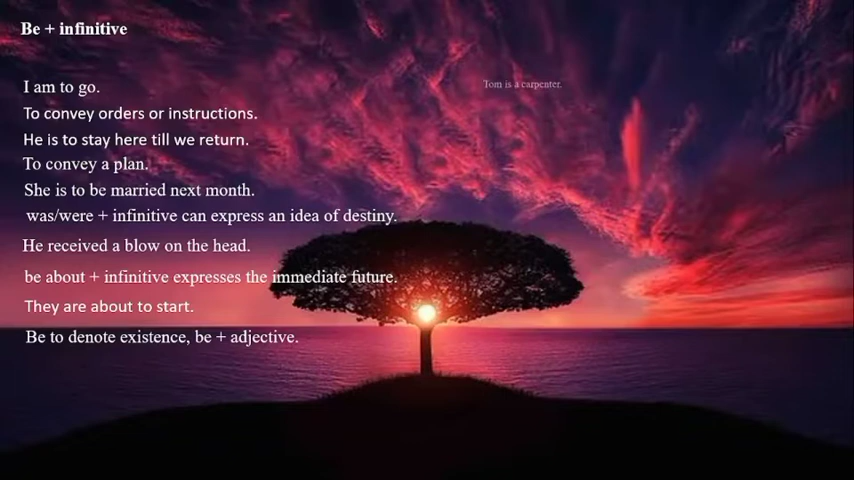 Be + infinitive
I am to go.
Tom is a carpenter.
To convey orders or instructions.
He is to stay here till we return.
To convey a plan.
She is to be married next month.
was/were + infinitive can express an idea of destiny.
He received a blow on the head.
be about + infinitive expresses the immediate future.
They are about to start.
Be to denote existence, be + adjective.